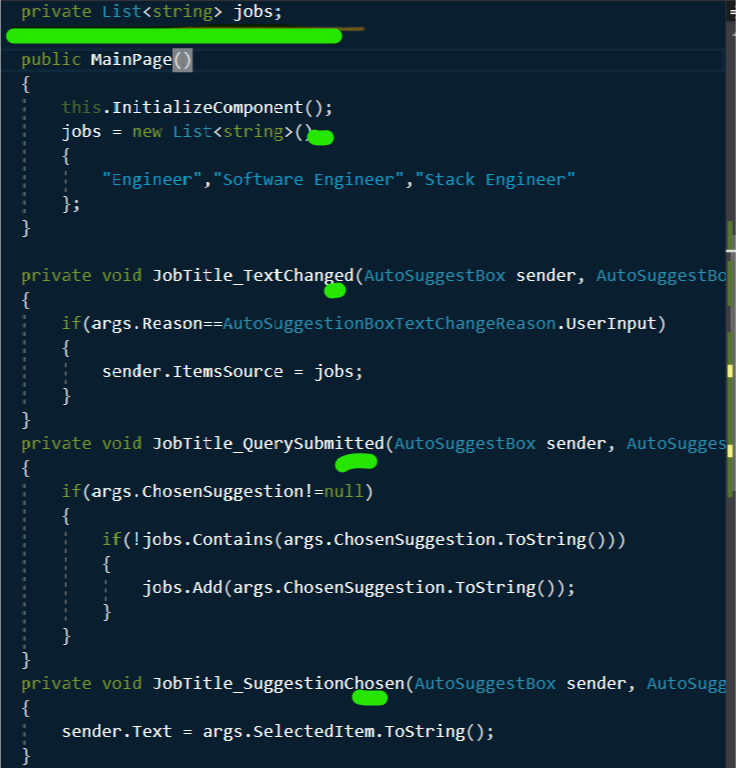 private List<string> jobs;
public MainPage()
{
this.InitializeComponent();
jobs = new List<string>()
{
"Engineer","Software Engineer","Stack Engineer"
};
}
private void JobTitle_TextChanged(AutoSuggestBox sender, AutoSuggestBo
{
if(args.Reason==AutoSuggestionBoxTextChangeReason.UserInput)
{
sender.ItemsSource = jobs;
}
}
private void JobTitle_QuerySubmitted(AutoSuggestBox sender, AutoSugges
{
if(args.ChosenSuggestion!=null)
{
if(!jobs.Contains(args.ChosenSuggestion.ToString()))
{
jobs.Add(args.ChosenSuggestion.ToString());
}
}
}
private void JobTitle_SuggestionChosen(AutoSuggestBox sender, AutoSugg
{
sender.Text = args.SelectedItem.ToString();
}